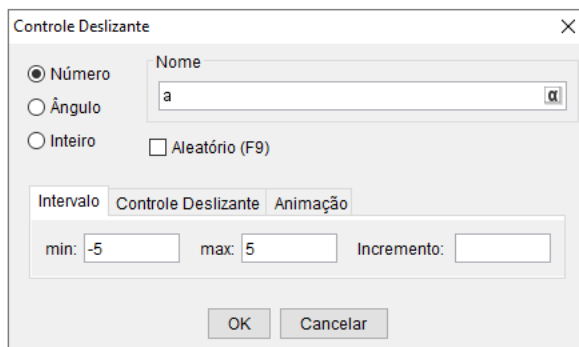 Controle Deslizante
Número
Ângulo
Inteiro
Nome
a
α
Aleatório (F9)
Intervalo Controle Deslizante Animação
min: -5 max: 5 Incremento:
OK Cancelar